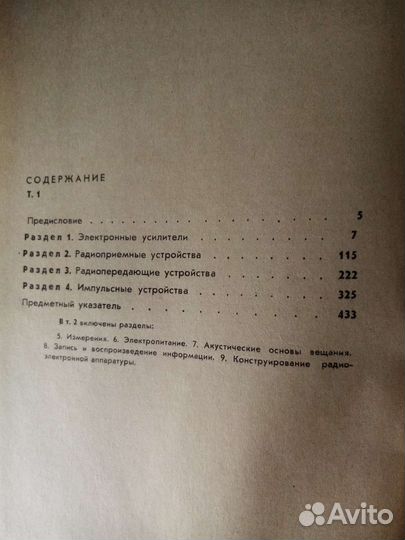 СОДЕРЖАНИЕ
Т. 1
Предисловие . . . . . . . . . . . . . . 5
Раздел 1. Электронные усилители . . . . . . . . . 7
Раздел 2. Радиоприемные устройства . . . . . . . . 115
Раздел 3. Радиопередающие устройства . . . . . . . 222
Раздел 4. Импульсные устройства . . . . . . . . . 325
Предметный указатель . . . . . . . . . . . 433
В т. 2 включены разделы:
5. Измерения. 6. Электропитание. 7. Акустические основы вещания.
8. Запись и воспроизведение информации. 9. Конструирование радио-
электронной аппаратуры.
Avito